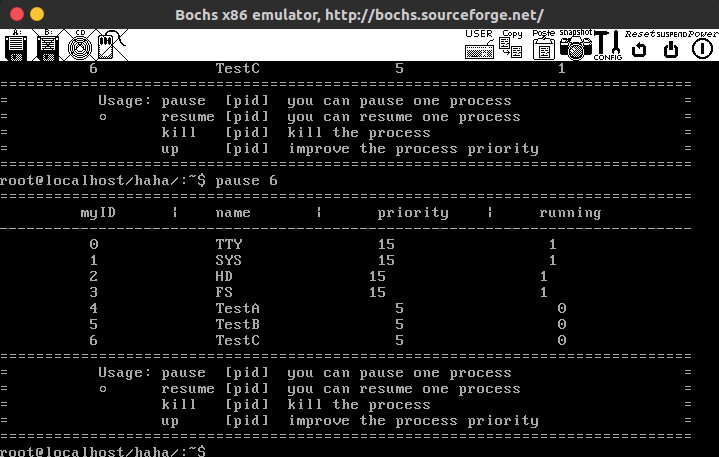 Bochs x86 emulator, http://bochs.sourceforge.net/
A: B: CD USER Copy Paste snapshot CONFIG Reset SUSPEND Power
6 TestC 5 1
======================================================================
= Usage: pause [pid] you can pause one process =
= o resume [pid] you can resume one process =
= kill [pid] kill the process =
= up [pid] improve the process priority =
======================================================================
root@localhost/haha/:~$ pause 6
======================================================================
myID | name | priority | running
----------------------------------------------------------------------
0 TTY 15 1
1 SYS 15 1
2 HD 15 1
3 FS 15 1
4 TestA 5 0
5 TestB 5 0
6 TestC 5 0
======================================================================
= Usage: pause [pid] you can pause one process =
= o resume [pid] you can resume one process =
= kill [pid] kill the process =
= up [pid] improve the process priority =
======================================================================
root@localhost/haha/:~$